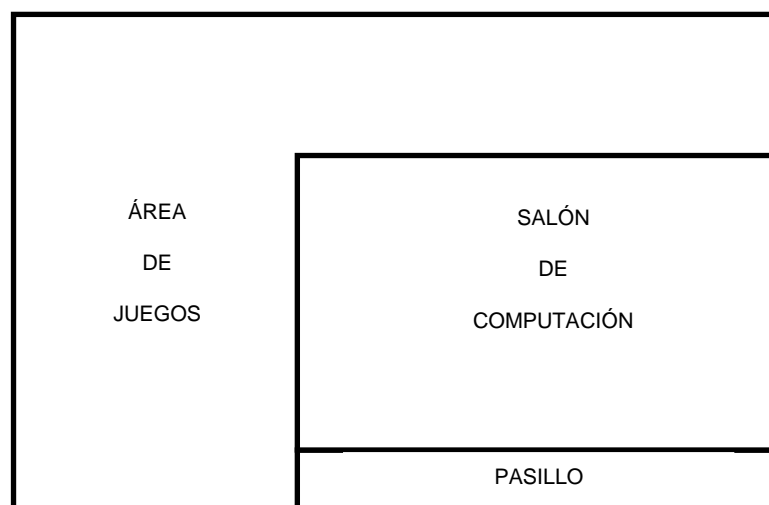 ÁREA
DE
JUEGOS
SALÓN
DE
COMPUTACIÓN
PASILLO